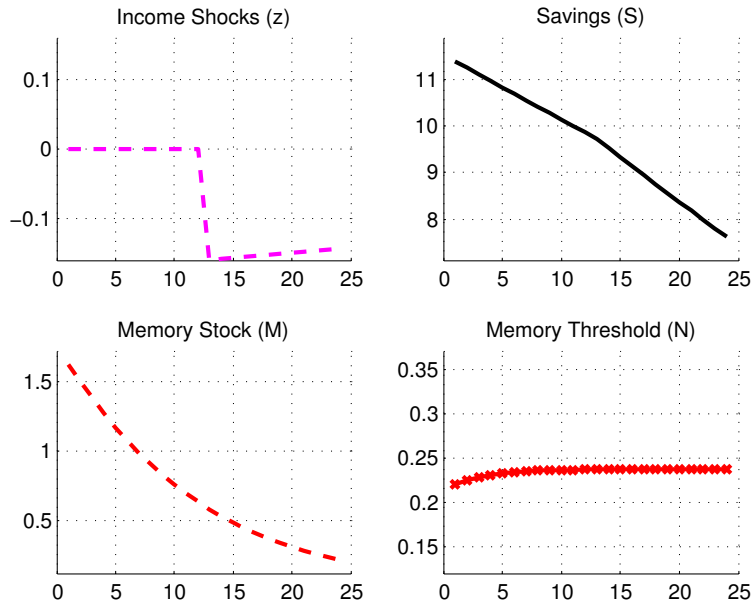 Income Shocks (z)
0.1
0
−0.1
0 5 10 15 20 25
Savings (S)
11
10
9
8
0 5 10 15 20 25
Memory Stock (M)
1.5
1
0.5
0 5 10 15 20 25
Memory Threshold (N)
0.35
0.3
0.25
0.2
0.15
0 5 10 15 20 25